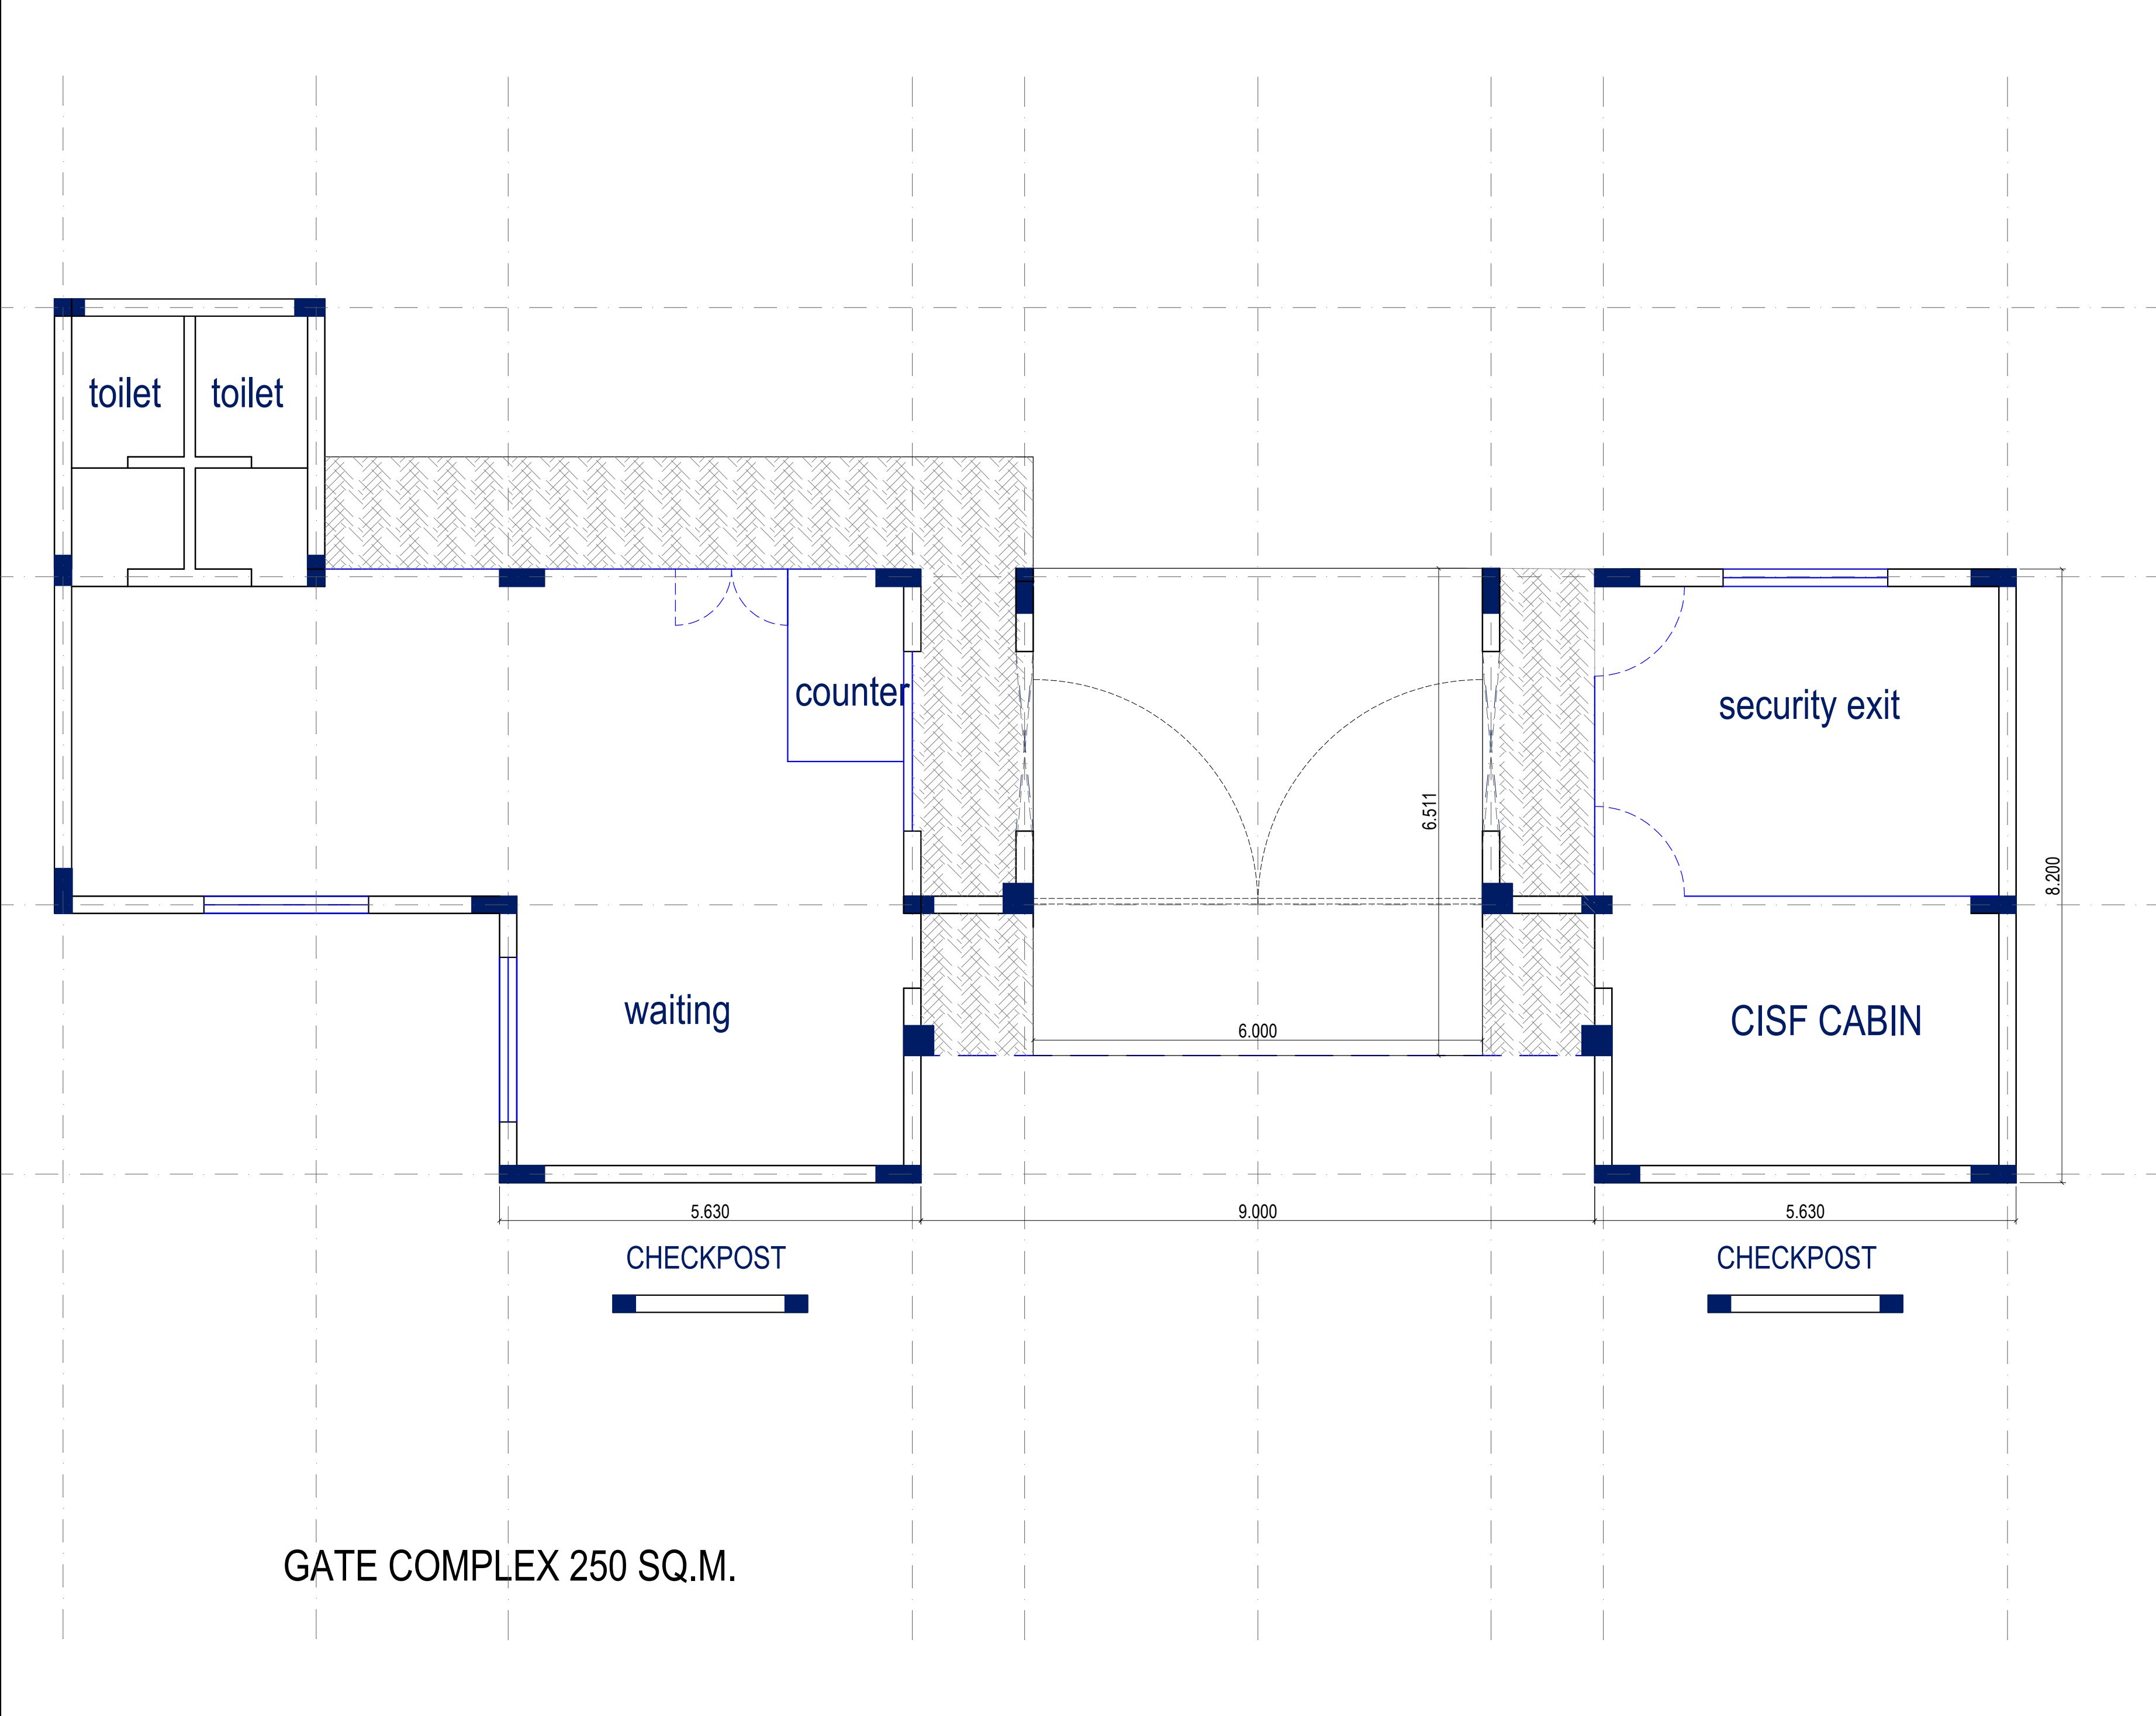 toilet
toilet
counter
security exit
6.511
8.200
waiting
CISF CABIN
6.000
5.630
9.000
5.630
CHECKPOST
CHECKPOST
GATE COMPLEX 250 SQ.M.